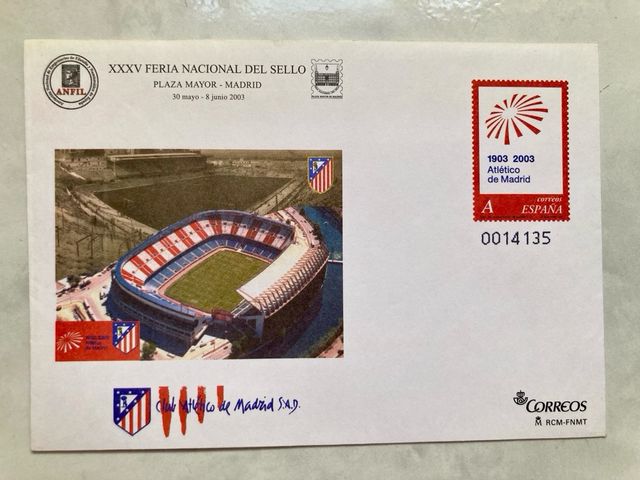 XXXV FERIA NACIONAL DEL SELLO
PLAZA MAYOR - MADRID
30 mayo - 8 junio 2003
ANFIL
1903 2003
Atlético
de Madrid
correos
A ESPAÑA
0014135
Club Atlético de Madrid S.A.D.
CORREOS
RCM-FNMT